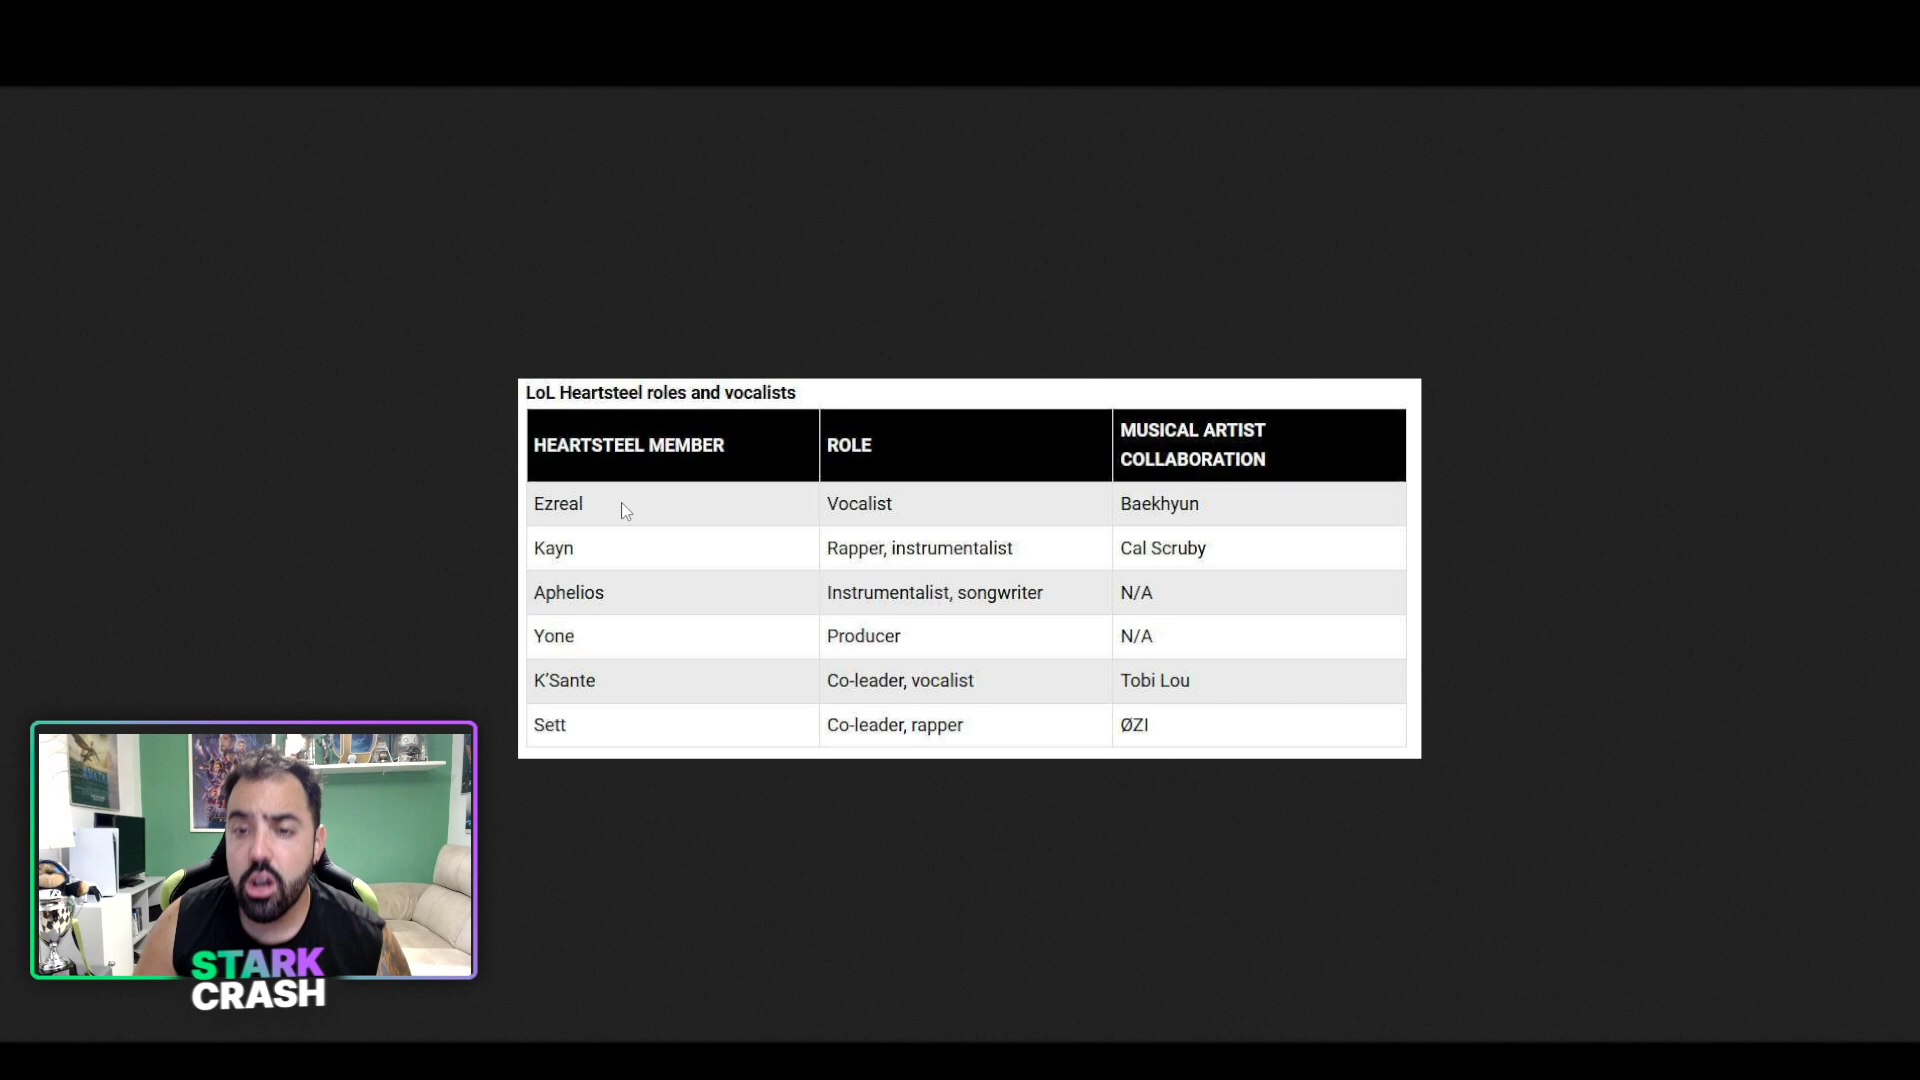 LoL Heartsteel roles and vocalists
HEARTSTEEL MEMBER ROLE MUSICAL ARTIST
COLLABORATION
Ezreal Vocalist Baekhyun
Kayn Rapper, instrumentalist Cal Scruby
Aphelios Instrumentalist, songwriter N/A
Yone Producer N/A
K’Sante Co-leader, vocalist Tobi Lou
Sett Co-leader, rapper ØZI
STARK
CRASH